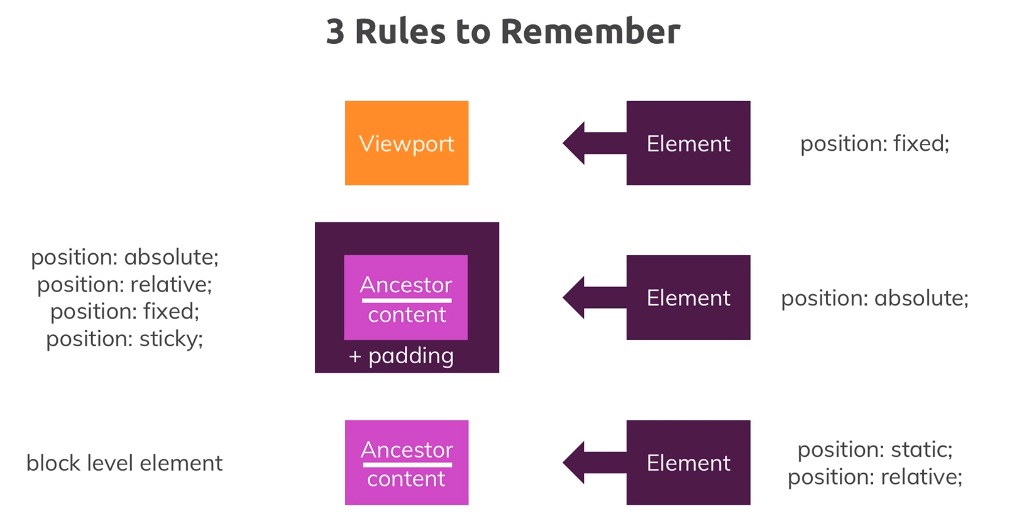 3 Rules to Remember
Viewport
Element
position: fixed;
position: absolute;
position: relative;
position: fixed;
position: sticky;
Ancestor
content
+ padding
Element
position: absolute;
block level element
Ancestor
content
Element
position: static;
position: relative;